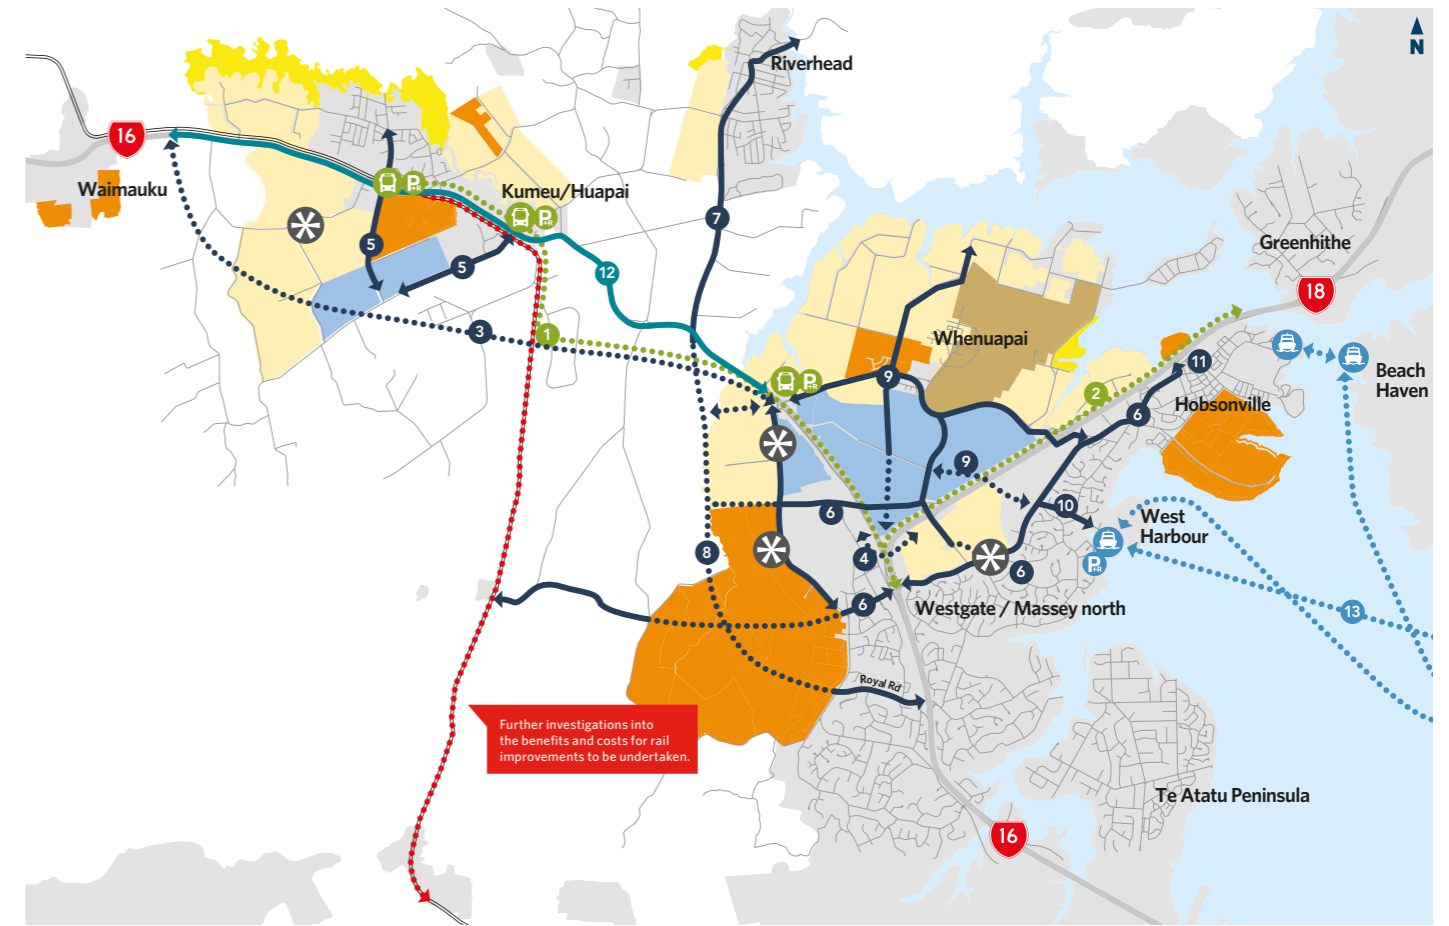 N
Riverhead
16
Waimauku
P+R
Kumeu/Huapai
P+R
7
Greenhithe
5
5
12
18
3
1
Whenuapai
Beach
Haven
11
9
P+R
2
Hobsonville
6
9
10
6
West
Harbour
8
4
P+R
6
6
Westgate / Massey north
13
Royal Rd
Further investigations into
the benefits and costs for rail
improvements to be undertaken.
Te Atatu Peninsula
16